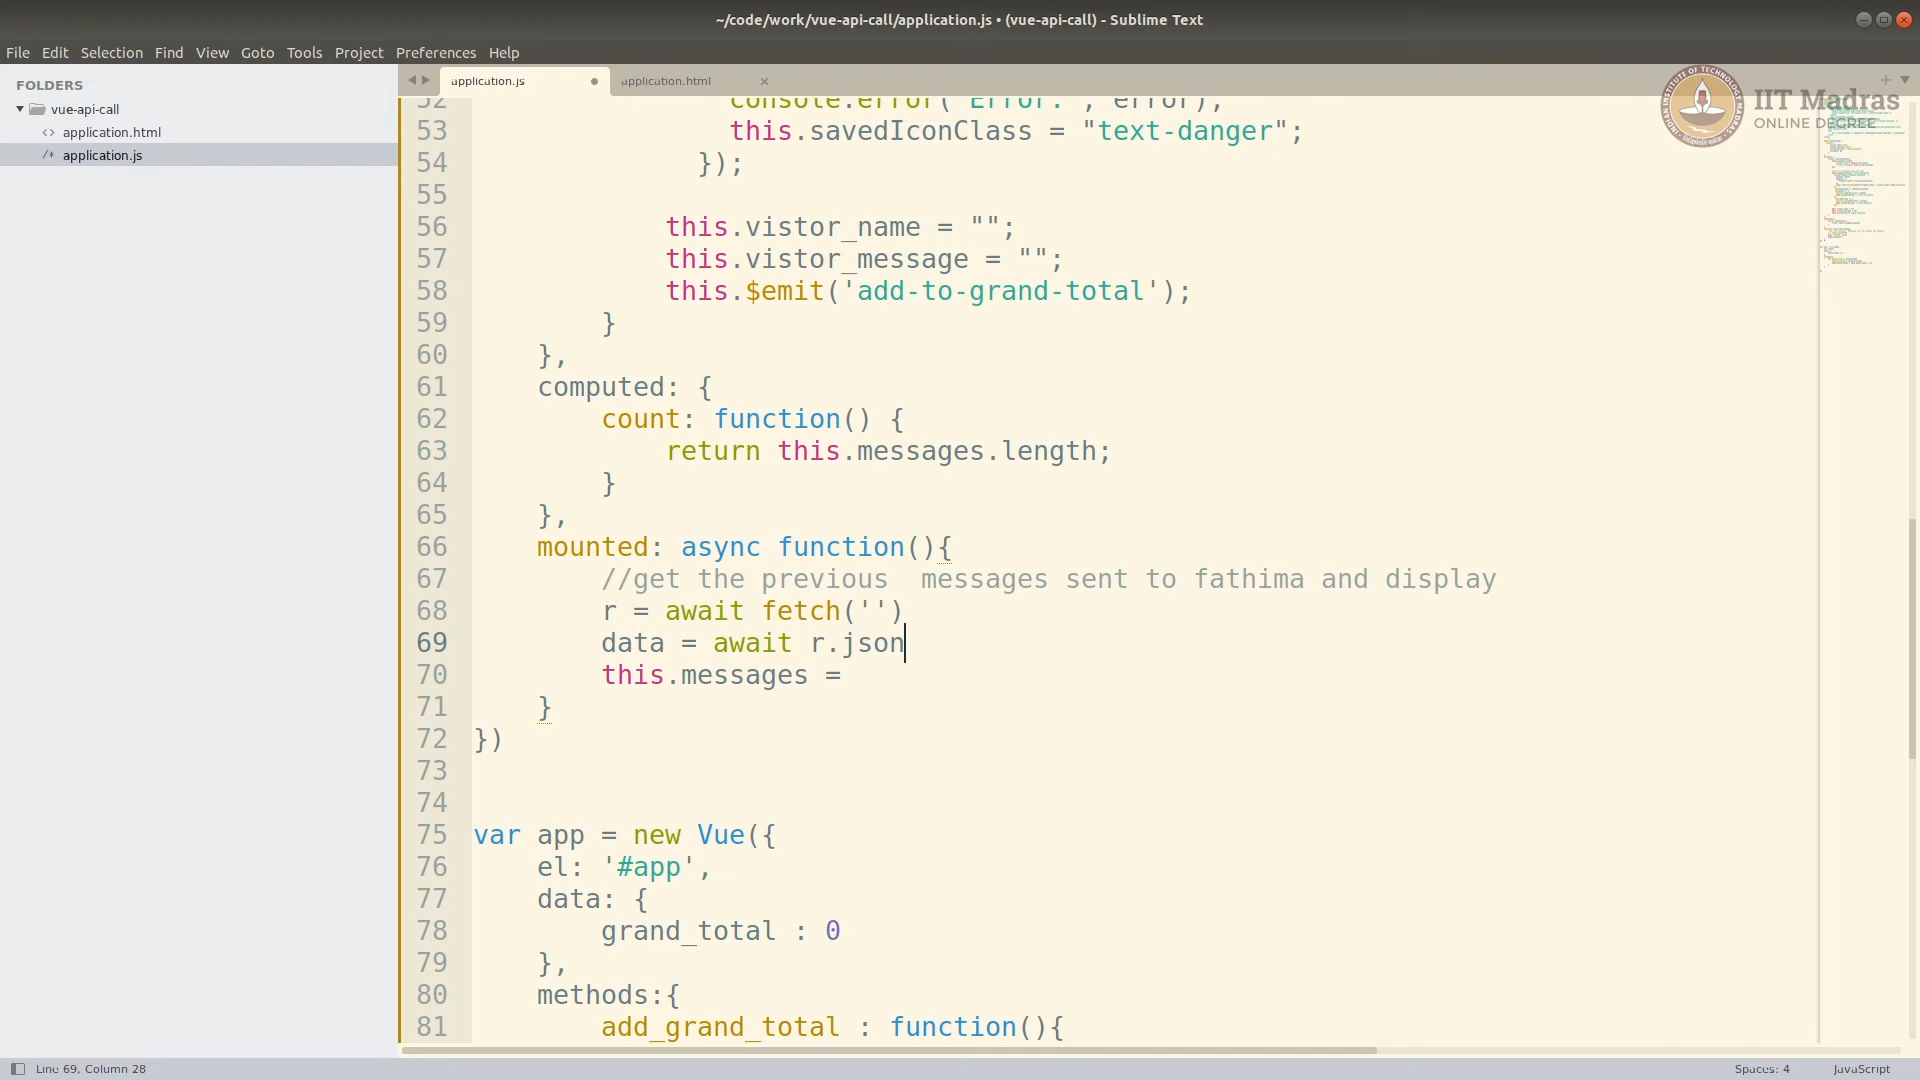 ~/code/work/vue-api-call/application.js • (vue-api-call) - Sublime Text
File Edit Selection Find View Goto Tools Project Preferences Help
FOLDERS
vue-api-call
<> application.html
/* application.js
application.js
application.html
IIT Madras
ONLINE DEGREE
52 console.error('Error:', error);
53 this.savedIconClass = "text-danger";
54 });
55
56 this.vistor_name = "";
57 this.vistor_message = "";
58 this.$emit('add-to-grand-total');
59 }
60 },
61 computed: {
62 count: function() {
63 return this.messages.length;
64 }
65 },
66 mounted: async function(){
67 //get the previous  messages sent to fathima and display
68 r = await fetch('')
69 data = await r.json
70 this.messages =
71 }
72 })
73
74
75 var app = new Vue({
76 el: '#app',
77 data: {
78 grand_total : 0
79 },
80 methods:{
81 add_grand_total : function(){
Line 69, Column 28
Spaces: 4
JavaScript